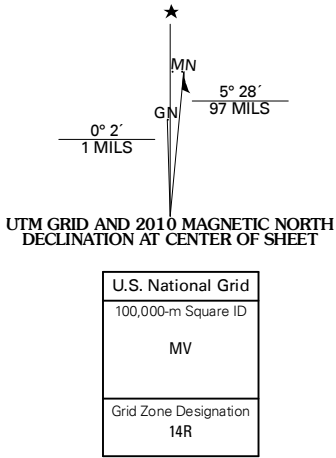 MN
5° 28´
97 MILS
GN
0° 2´
1 MILS
UTM GRID AND 2010 MAGNETIC NORTH
DECLINATION AT CENTER OF SHEET
U.S. National Grid
100,000-m Square ID
MV
Grid Zone Designation
14R